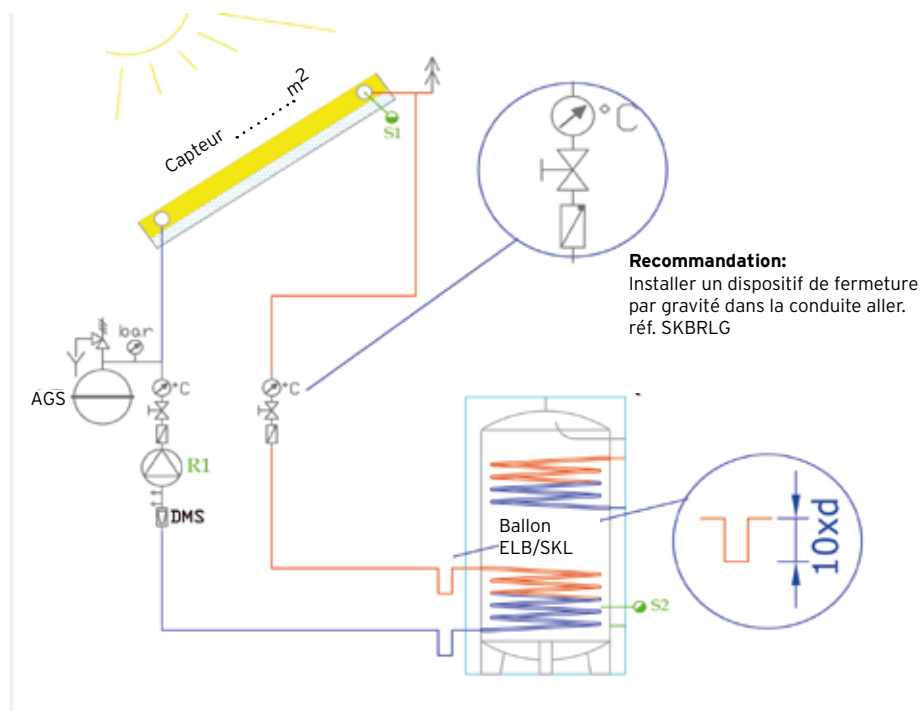 Capteur ........ m²
S1
°C
Recommandation:
Installer un dispositif de fermeture
par gravité dans la conduite aller.
réf. SKBRLG
bar
°C
°C
AGS
R1
DMS
Ballon
ELB/SKL
S2
10xd